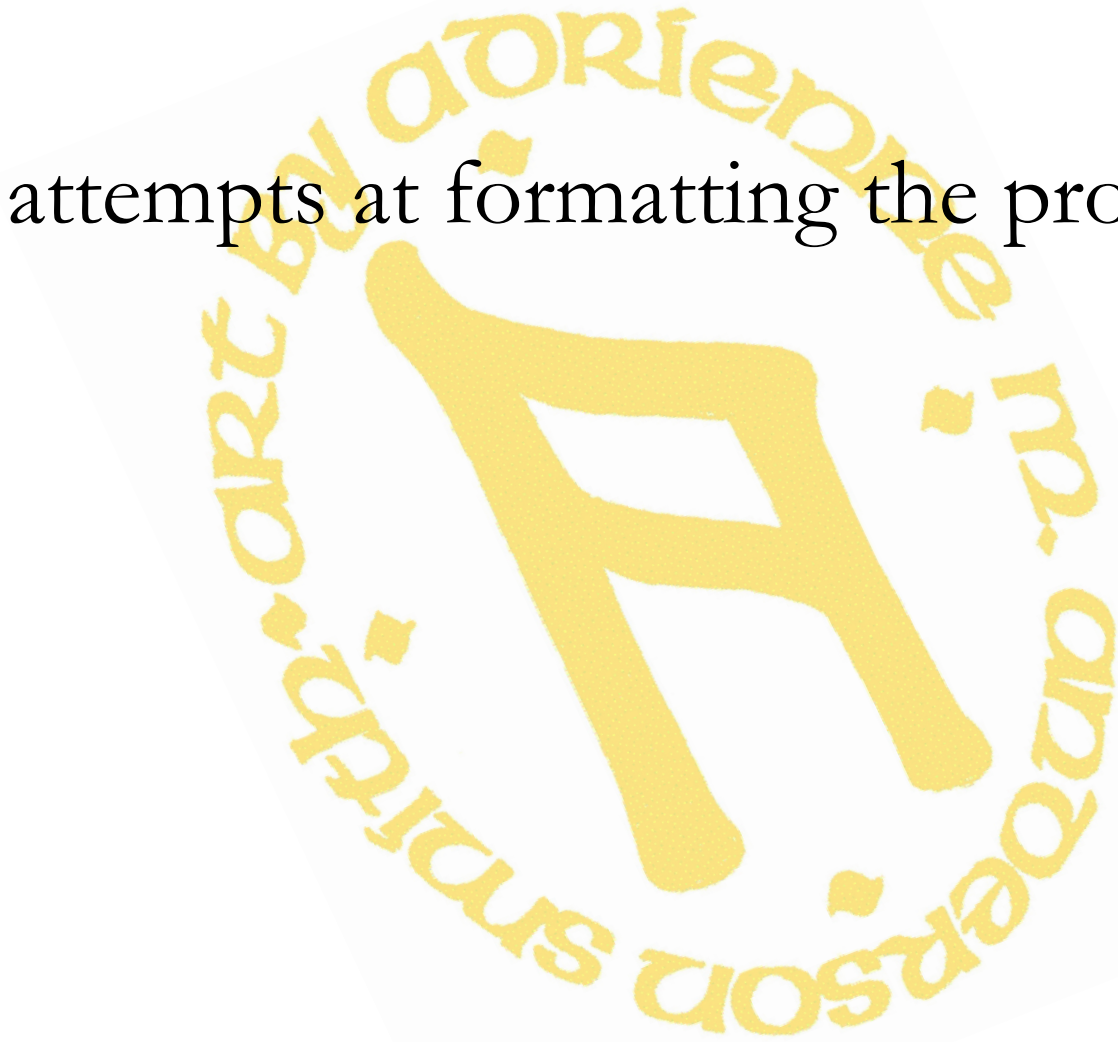 attempts at formatting the pro
art by adrienne m. anderson smith
A